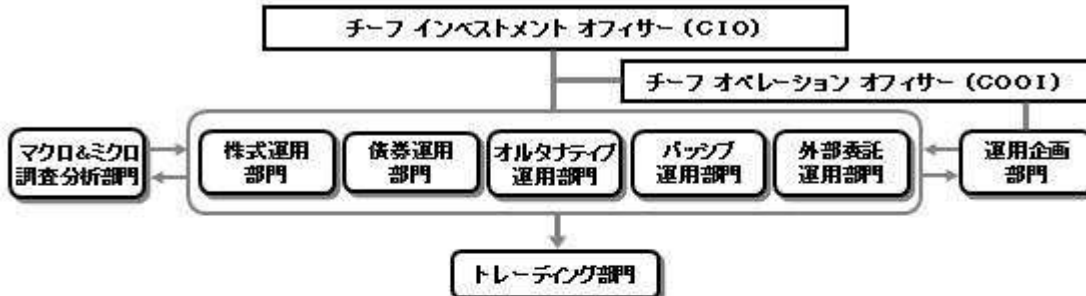 チーフ インベストメント オフィサー (CIO)
チーフ オペレーション オフィサー (COOI)
マクロ&ミクロ
調査分析部門
株式運用
部門
債券運用
部門
オルタナティブ
運用部門
パッシブ
運用部門
外部委託
運用部門
運用企画
部門
トレーディング部門